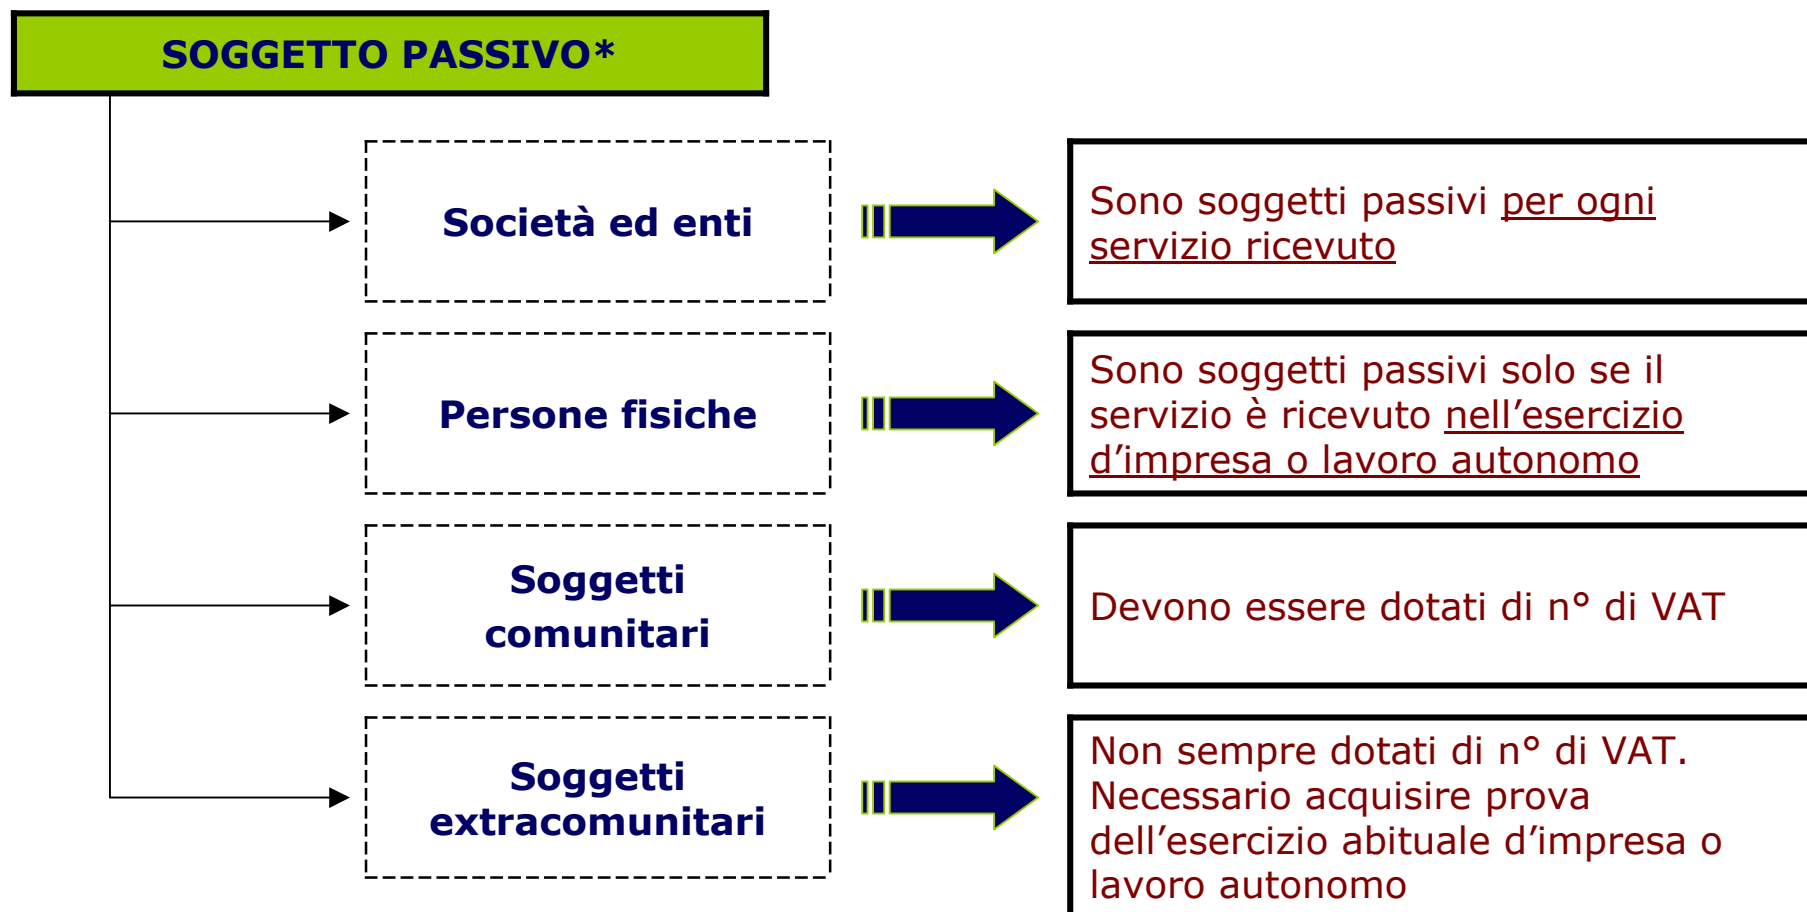 SOGGETTO PASSIVO*
Società ed enti
Sono soggetti passivi per ogni
servizio ricevuto
Persone fisiche
Sono soggetti passivi solo se il
servizio è ricevuto nell’esercizio
d’impresa o lavoro autonomo
Soggetti
comunitari
Devono essere dotati di n° di VAT
Soggetti
extracomunitari
Non sempre dotati di n° di VAT.
Necessario acquisire prova
dell’esercizio abituale d’impresa o
lavoro autonomo